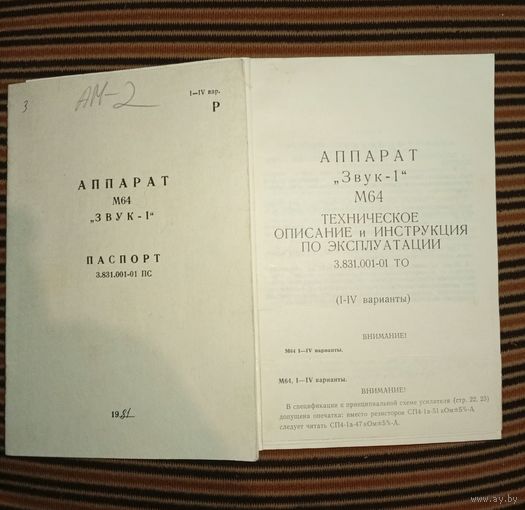 3
АМ-2
I—IV вар.
Р
АППАРАТ
М64
„ЗВУК-1“
ПАСПОРТ
3.831.001-01 ПС
1981
АППАРАТ
„Звук-1“
М64
ТЕХНИЧЕСКОЕ
ОПИСАНИЕ и ИНСТРУКЦИЯ
ПО ЭКСПЛУАТАЦИИ
3.831.001-01 ТО
(I-IV варианты)
ВНИМАНИЕ!
М64 I—IV варианты.
М64. I—IV варианты.
ВНИМАНИЕ!
В спецификации к принципиальной схеме усилителя (стр. 22, 23)
допущена опечатка: вместо резисторов СП4-1а-51 кОм±5%-А,
следует читать СП4-1а-47 кОм±5%-А.
www.ay.by